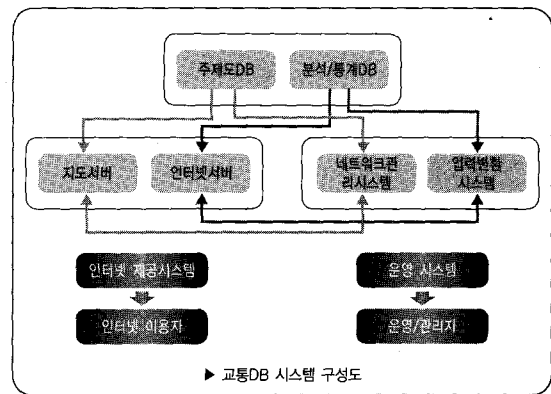 주제도DB 분석/통계DB
지도서버 인터넷서버 네트워크관리시스템 입력변환시스템
인터넷 제공시스템 운영 시스템
인터넷 이용자 운영/관리자
▶ 교통DB 시스템 구성도